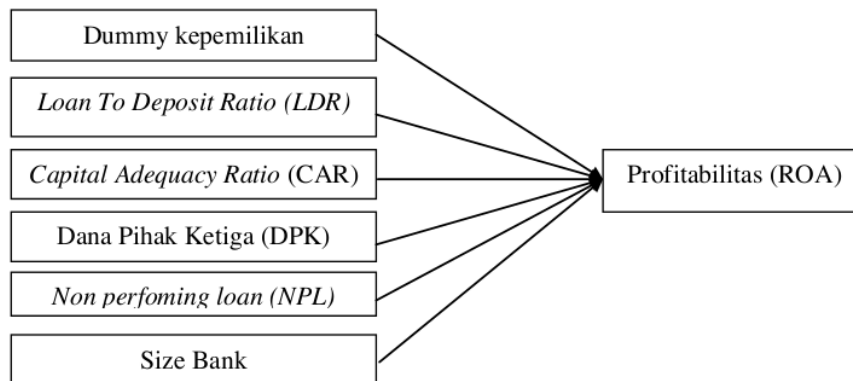 Dummy kepemilikan
Loan To Deposit Ratio (LDR)
Capital Adequacy Ratio (CAR)
Profitabilitas (ROA)
Dana Pihak Ketiga (DPK)
Non perfoming loan (NPL)
Size Bank